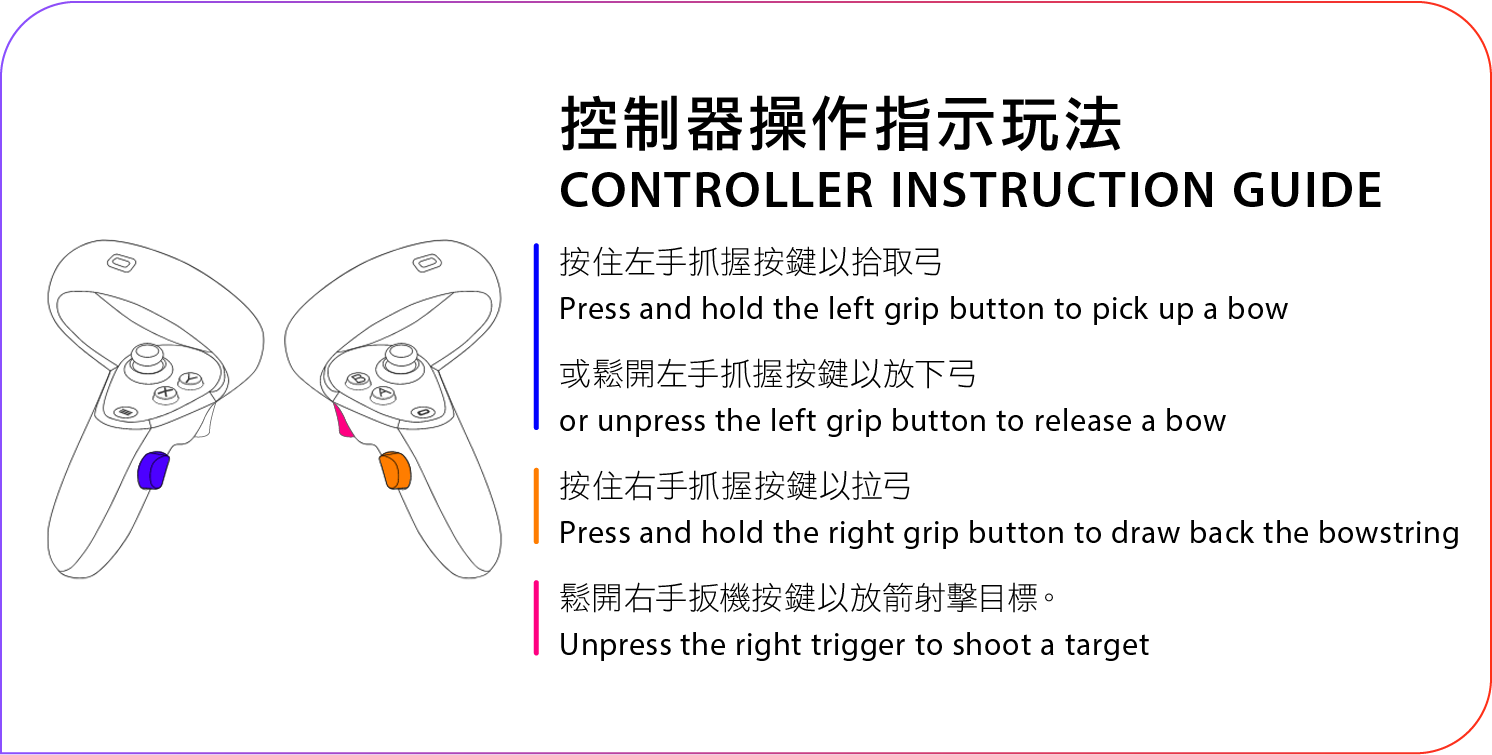 控制器操作指示玩法
CONTROLLER INSTRUCTION GUIDE
按住左手抓握按鍵以拾取弓
Press and hold the left grip button to pick up a bow
或鬆開左手抓握按鍵以放下弓
or unpress the left grip button to release a bow
按住右手抓握按鍵以拉弓
Press and hold the right grip button to draw back the bowstring
鬆開右手扳機按鍵以放箭射擊目標。
Unpress the right trigger to shoot a target
Y
X
B
A